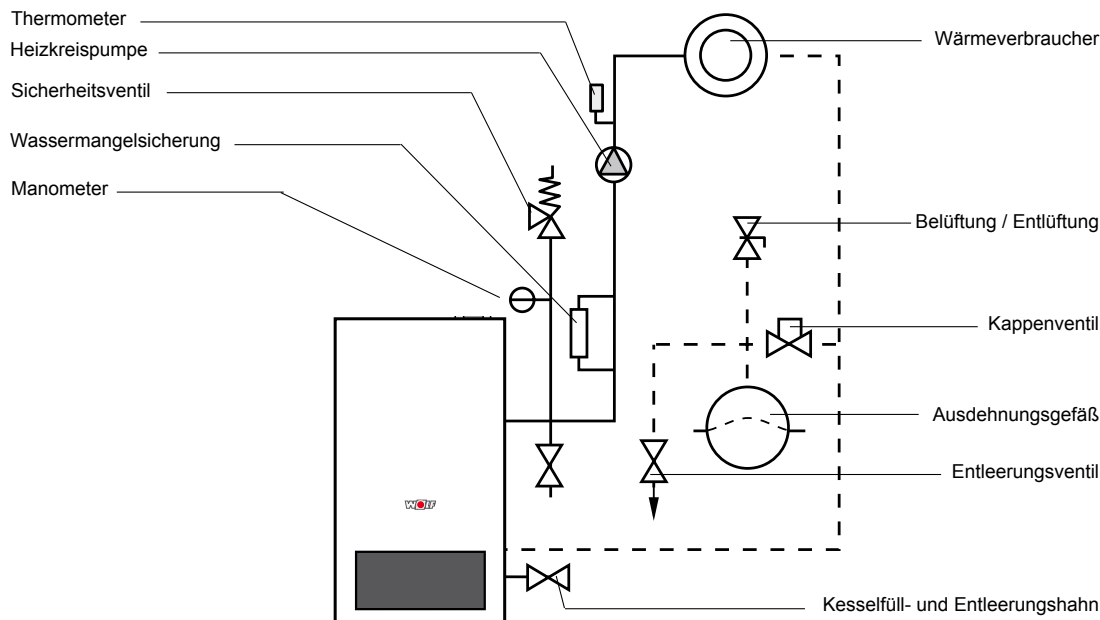 Thermometer
Heizkreispumpe
Sicherheitsventil
Wassermangelsicherung
Manometer
Wärmeverbraucher
Belüftung / Entlüftung
Kappenventil
Ausdehnungsgefäß
Entleerungsventil
WOLF
Kesselfüll- und Entleerungshahn